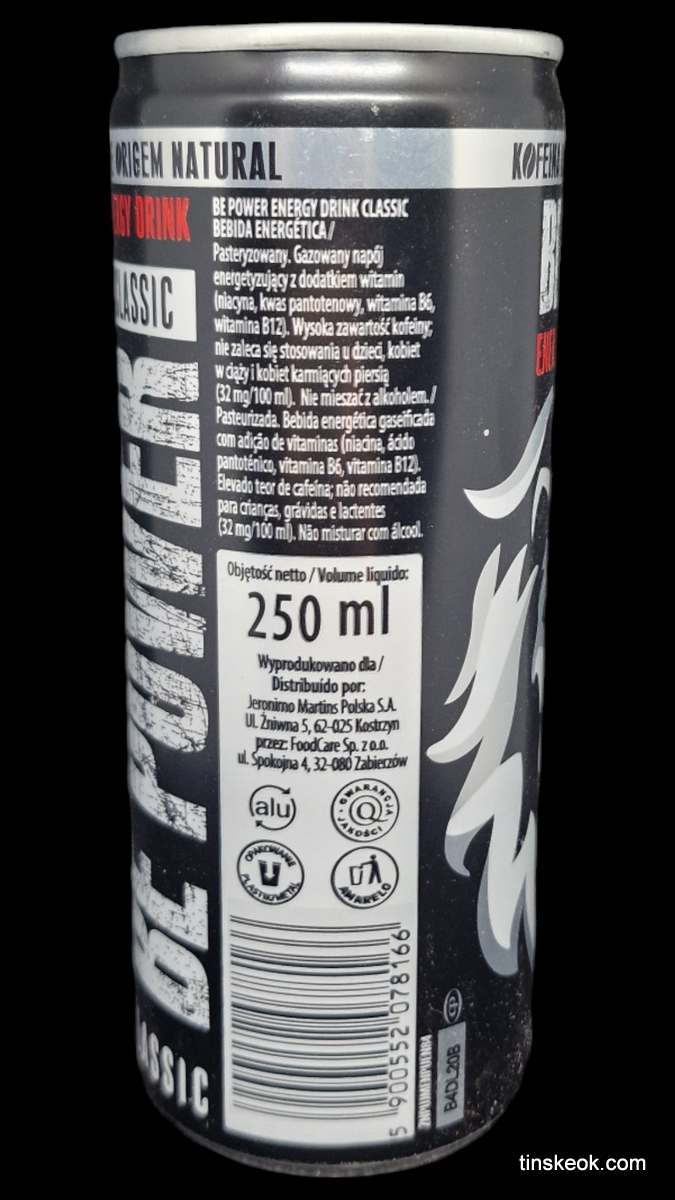 ORIGEM NATURAL
KOFEINA
DRINK
CLASSIC
BE POWER
BE POWER ENERGY DRINK CLASSIC
BEBIDA ENERGÉTICA/
Pasteryzowany. Gazowany napój
energetyzujący z dodatkiem witamin
(niacyna, kwas pantotenowy, witamina B6,
witamina B12). Wysoka zawartość kofeiny;
nie zaleca się stosowania u dzieci, kobiet
w ciąży i kobiet karmiących piersią
(32 mg/100 ml). Nie mieszać z alkoholem./
Pasteurizada. Bebida energética gaseificada
com adição de vitaminas (niacina, ácido
pantoténico, vitamina B6, vitamina B12).
Elevado teor de cafeína; não recomendada
para crianças, grávidas e lactentes
(32 mg/100 ml). Não misturar com álcool.
Objętość netto / Volume líquido:
250 ml
Wyprodukowano dla /
Distribuído por:
Jeronimo Martins Polska S.A.
Ul. Żniwna 5, 62-025 Kostrzyn
przez: FoodCare Sp. z o.o.
ul. Spokojna 4, 32-080 Zabierzów
alu
GWARANCJA
Q
JAKOŚCI
OPAKOWANIE
PLASTIK/METAL
AMARELO
5 900552 078166
B4DL20B
tinskeok.com